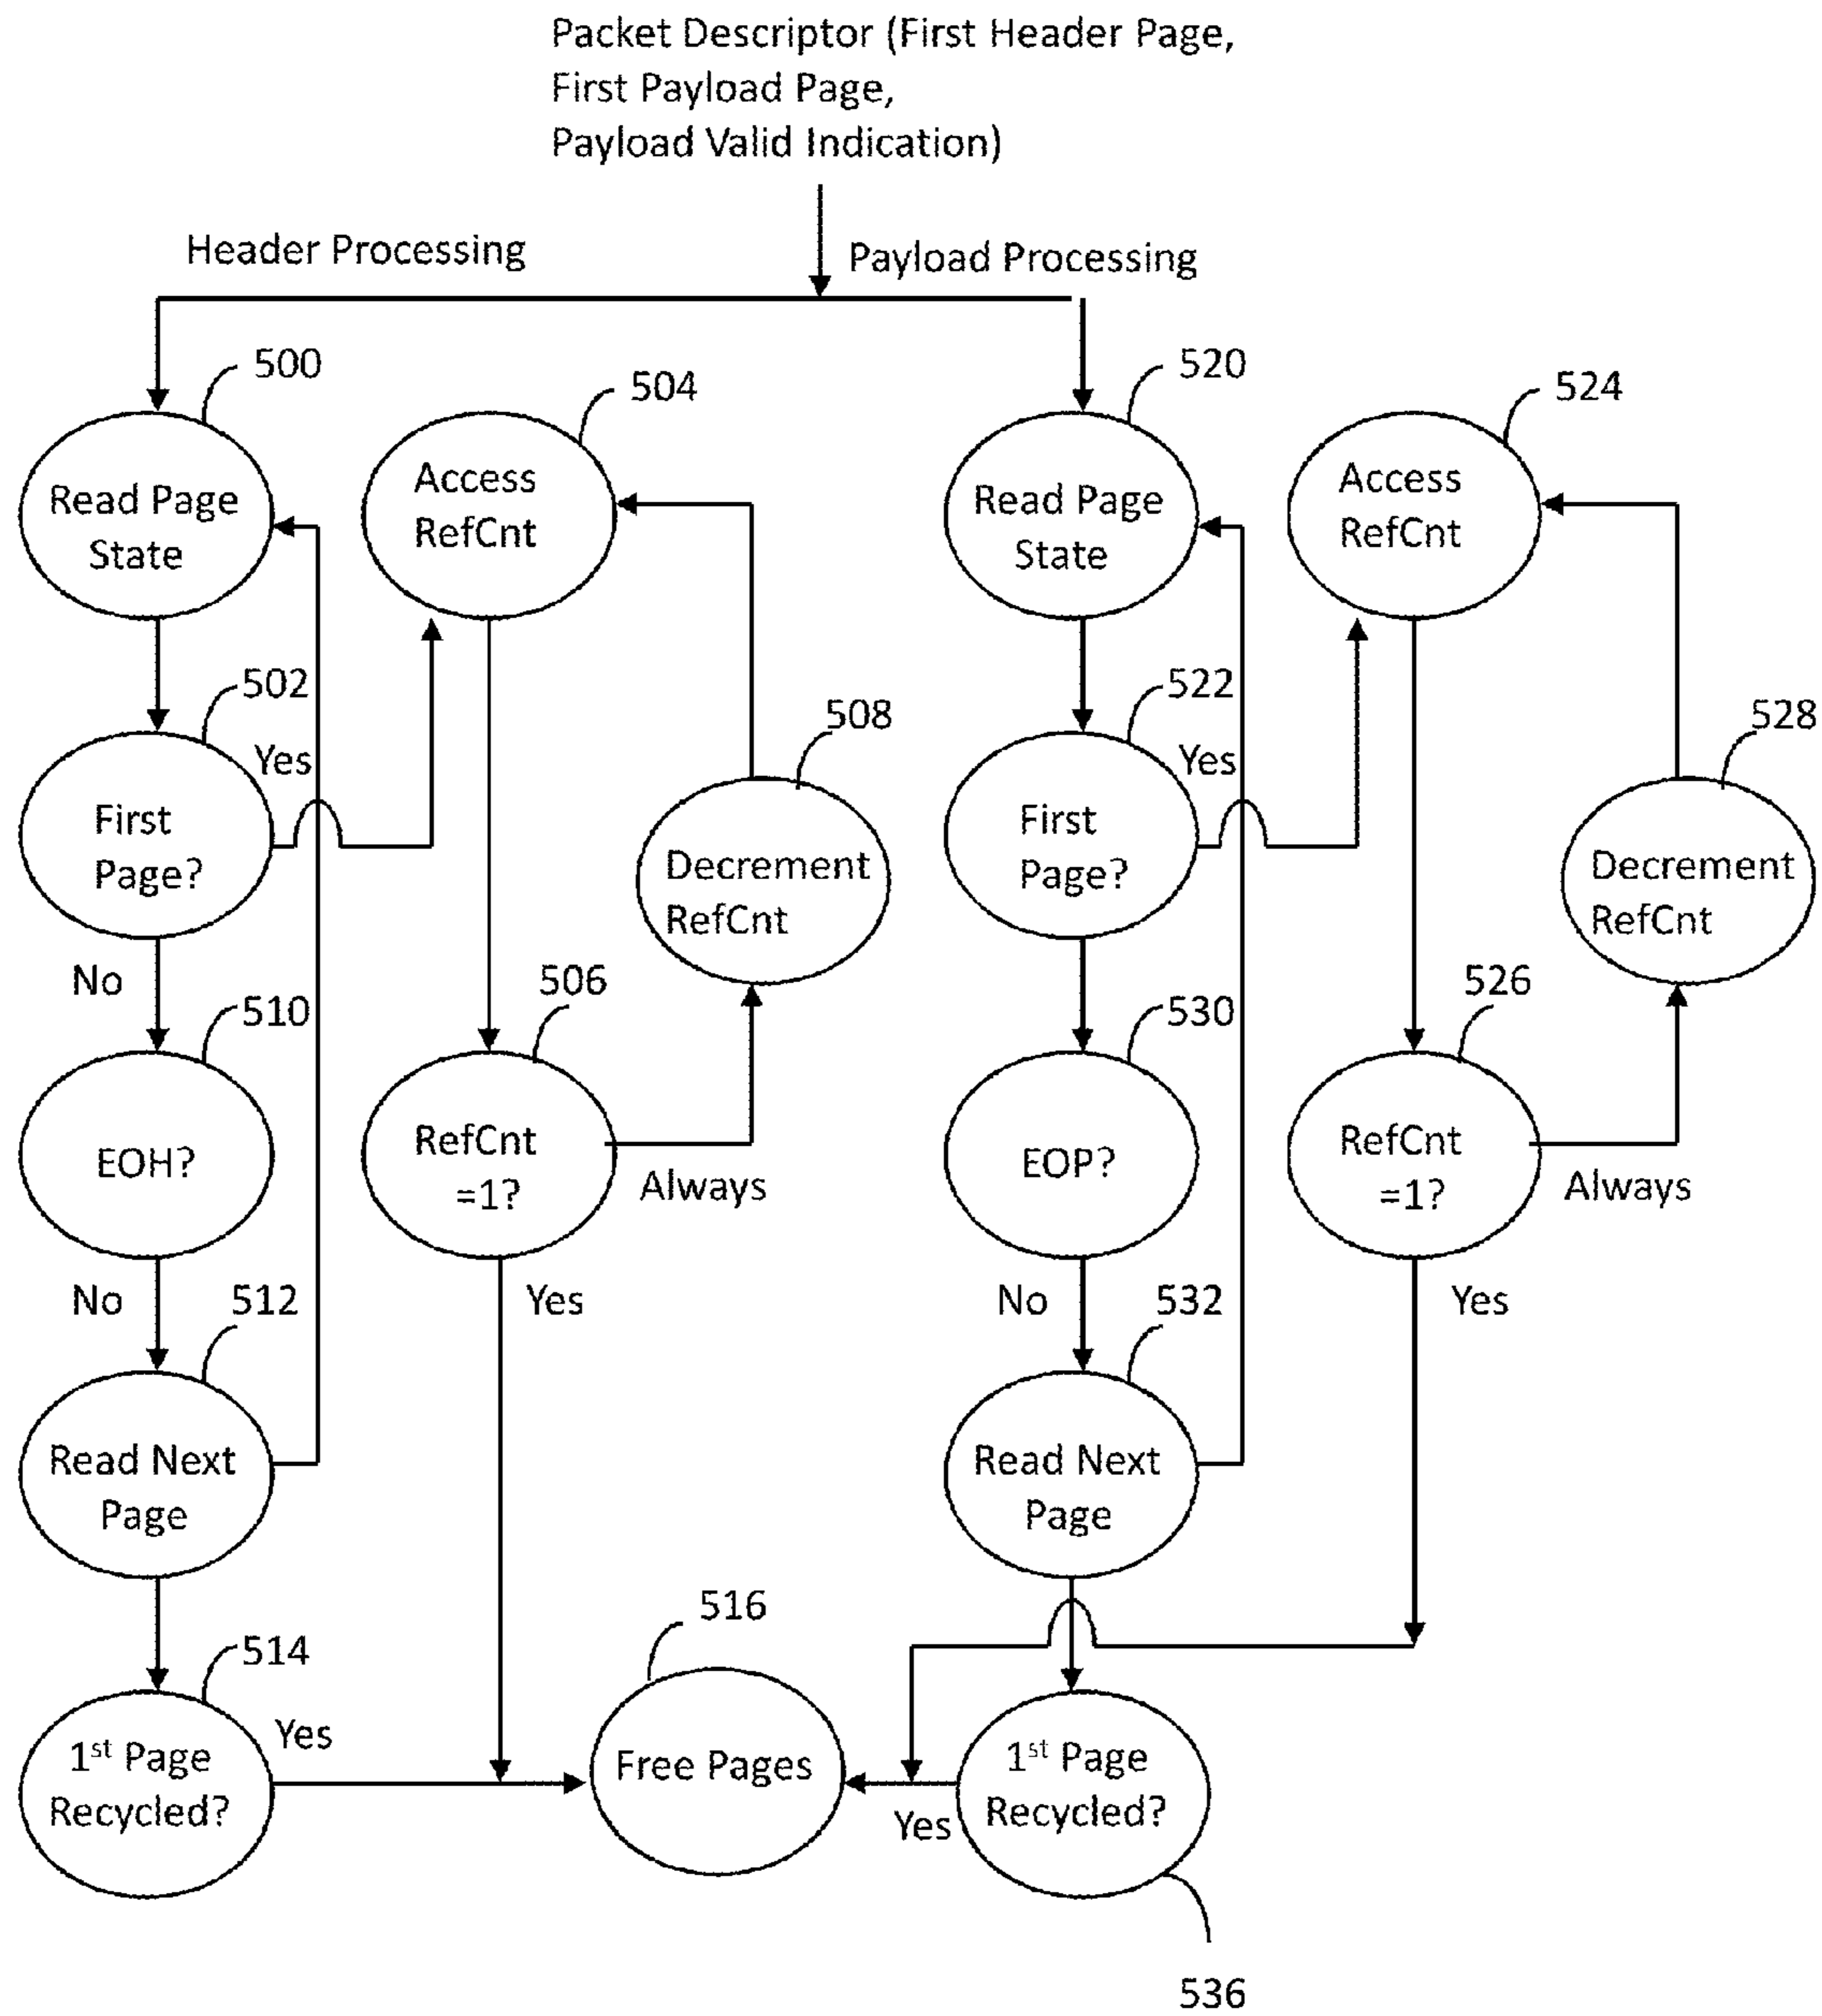 Packet Descriptor (First Header Page,
First Payload Page,
Payload Valid Indication)
Header Processing
Payload Processing
500
504
520
524
Read Page
State
Access
RefCnt
Read Page
State
Access
RefCnt
502
Yes
508
522
Yes
528
First
Page?
Decrement
RefCnt
First
Page?
Decrement
RefCnt
No
510
506
530
526
EOH?
RefCnt
=1?
Always
EOP?
RefCnt
=1?
Always
No
512
Yes
No
532
Yes
Read Next
Page
Read Next
Page
514
516
1st Page
Recycled?
Yes
Free Pages
Yes
1st Page
Recycled?
536